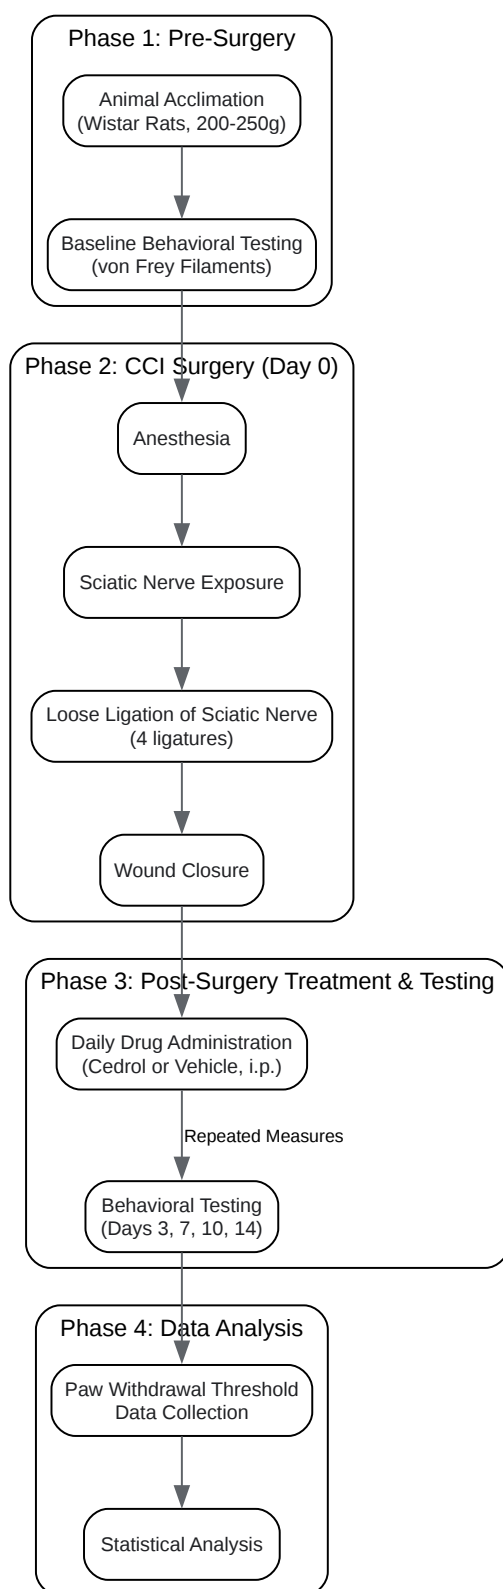 Phase 1: Pre-Surgery
Animal Acclimation
(Wistar Rats, 200-250g)
Baseline Behavioral Testing
(von Frey Filaments)
Phase 2: CCI Surgery (Day 0)
Anesthesia
Sciatic Nerve Exposure
Loose Ligation of Sciatic Nerve
(4 ligatures)
Wound Closure
Phase 3: Post-Surgery Treatment & Testing
Daily Drug Administration
(Cedrol or Vehicle, i.p.)
Repeated Measures
Behavioral Testing
(Days 3, 7, 10, 14)
Phase 4: Data Analysis
Paw Withdrawal Threshold
Data Collection
Statistical Analysis